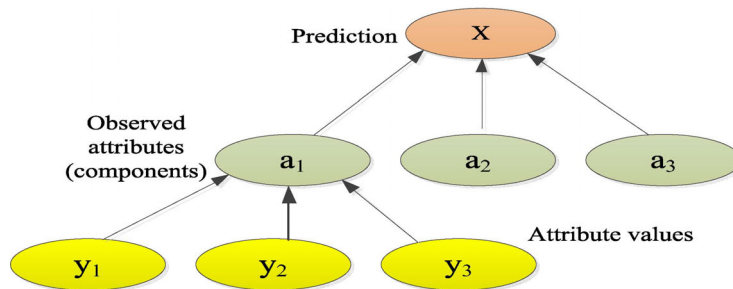 Prediction
x
Observed
attributes
(components)
a₁
a₂
a₃
Attribute values
y₁
y₂
y₃